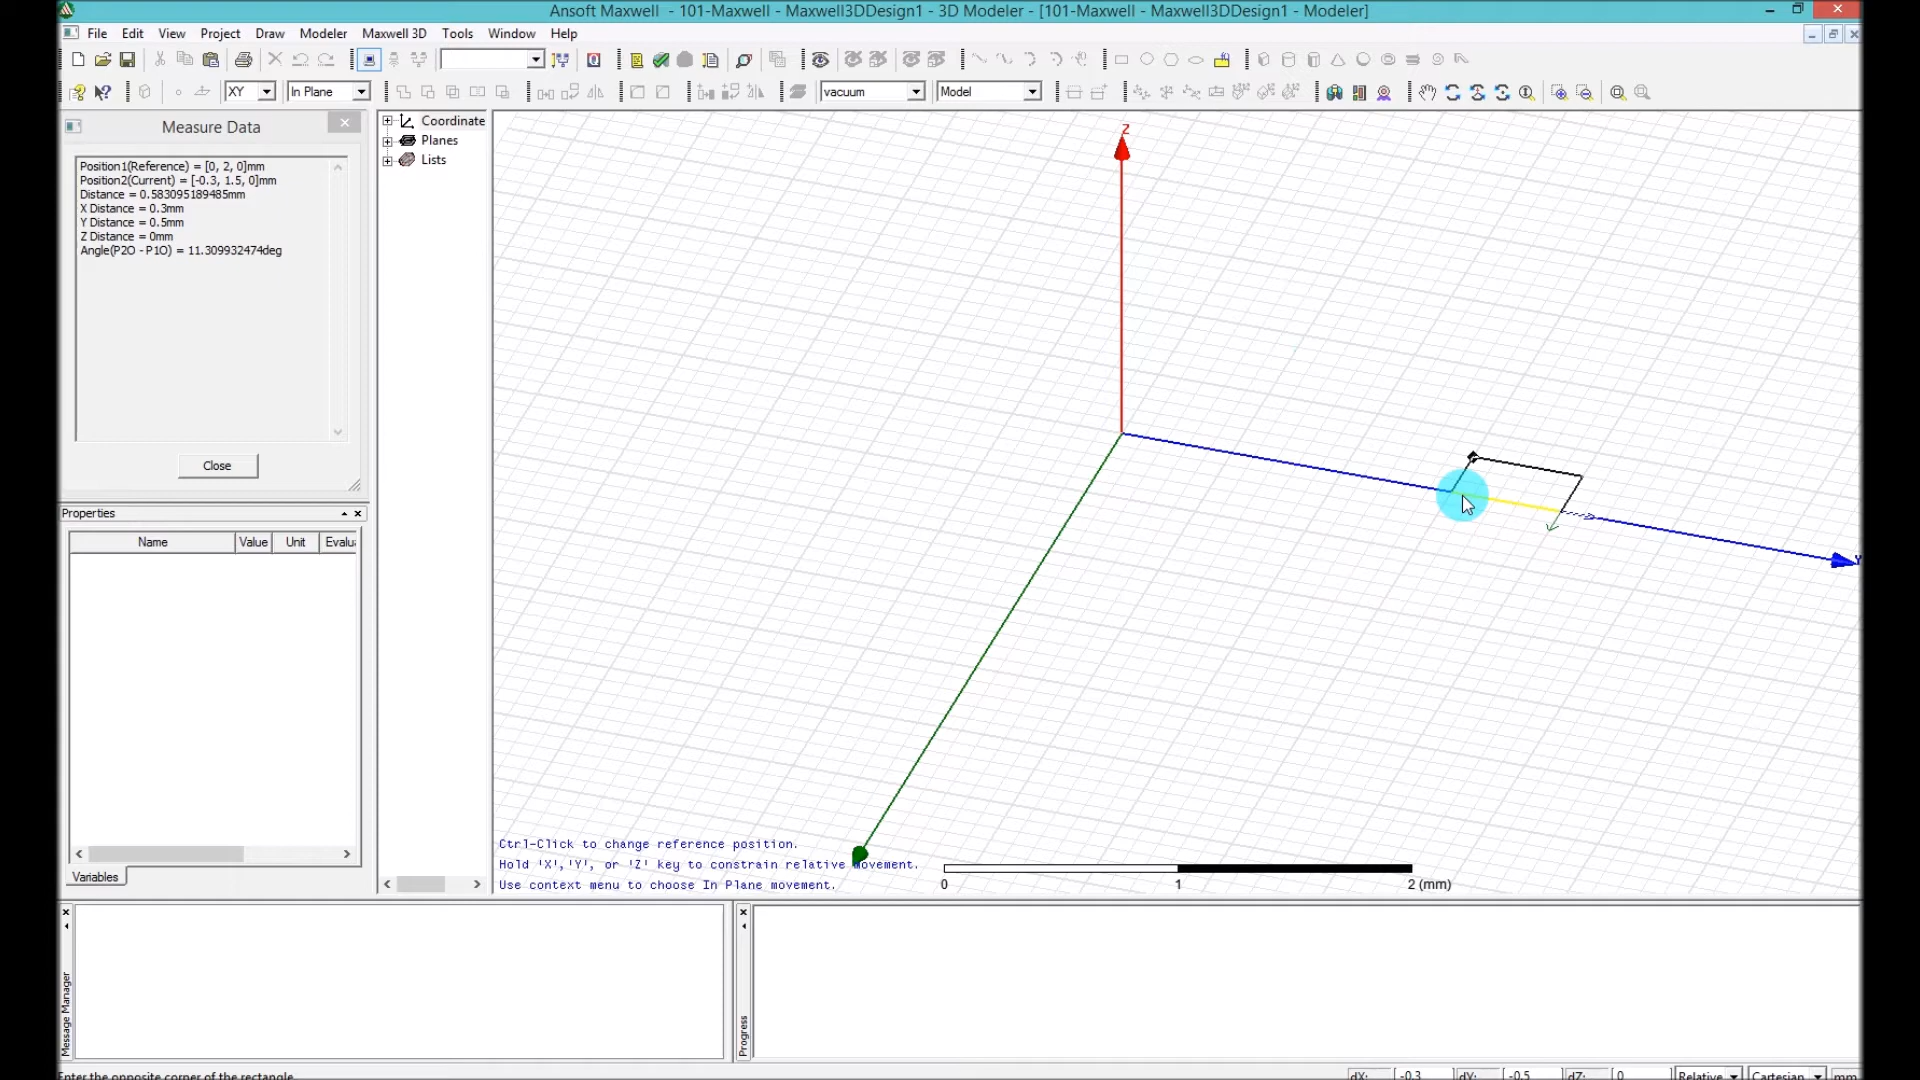 Ansoft Maxwell - 101-Maxwell - Maxwell3DDesign1 - 3D Modeler - [101-Maxwell - Maxwell3DDesign1 - Modeler]
File Edit View Project Draw Modeler Maxwell 3D Tools Window Help
XY In Plane vacuum Model
Measure Data
Position1(Reference) = [0, 2, 0]mm
Position2(Current) = [-0.3, 1.5, 0]mm
Distance = 0.583095189485mm
X Distance = 0.3mm
Y Distance = 0.5mm
Z Distance = 0mm
Angle(P2O - P1O) = 11.309932474deg
Close
Coordinate
Planes
Lists
Z
Y
Properties
Name Value Unit Evalu
Variables
Ctrl-Click to change reference position.
Hold 'X','Y', or 'Z' key to constrain relative movement.
Use context menu to choose In Plane movement.
0 1 2 (mm)
Message Manager
Progress
Enter the opposite corner of the rectangle
dX: -0.3 dY: -0.5 dZ: 0 Relative Cartesian mm